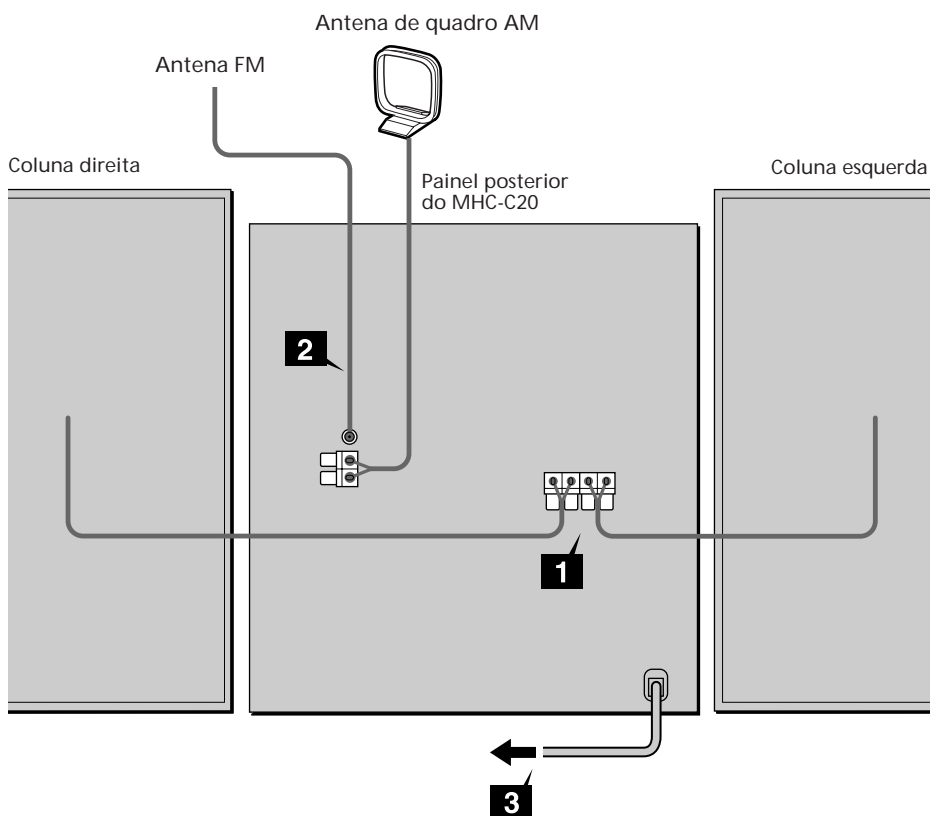 Antena de quadro AM
Antena FM
Coluna direita
Painel posterior
do MHC-C20
Coluna esquerda
2
1
3